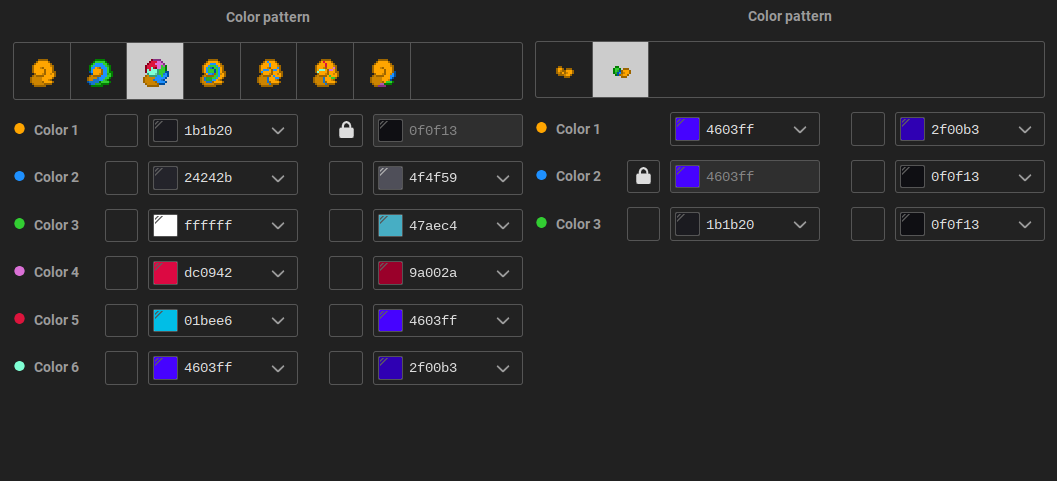 Color pattern
Color 1 1b1b20 0f0f13
Color 2 24242b 4f4f59
Color 3 ffffff 47aec4
Color 4 dc0942 9a002a
Color 5 01bee6 4603ff
Color 6 4603ff 2f00b3
Color pattern
Color 1 4603ff 2f00b3
Color 2 4603ff 0f0f13
Color 3 1b1b20 0f0f13